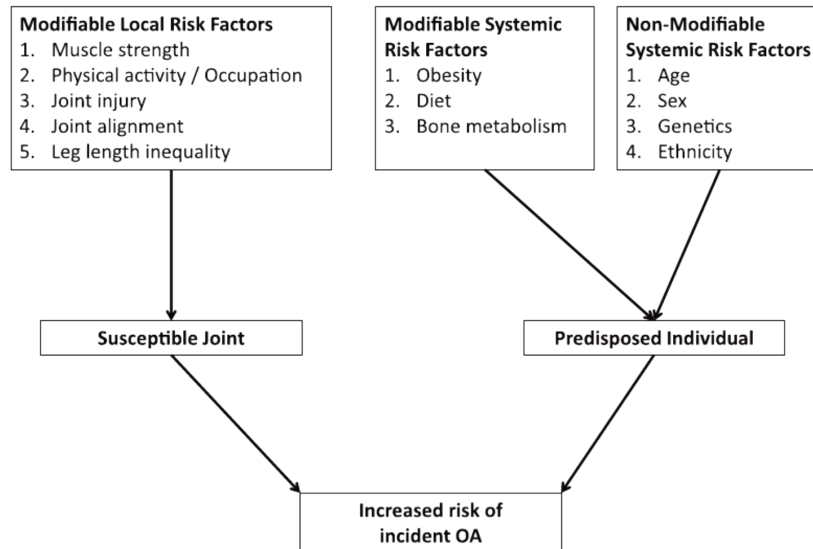 Modifiable Local Risk Factors
1. Muscle strength
2. Physical activity / Occupation
3. Joint injury
4. Joint alignment
5. Leg length inequality
Modifiable Systemic
Risk Factors
1. Obesity
2. Diet
3. Bone metabolism
Non-Modifiable
Systemic Risk Factors
1. Age
2. Sex
3. Genetics
4. Ethnicity
Susceptible Joint
Predisposed Individual
Increased risk of
incident OA